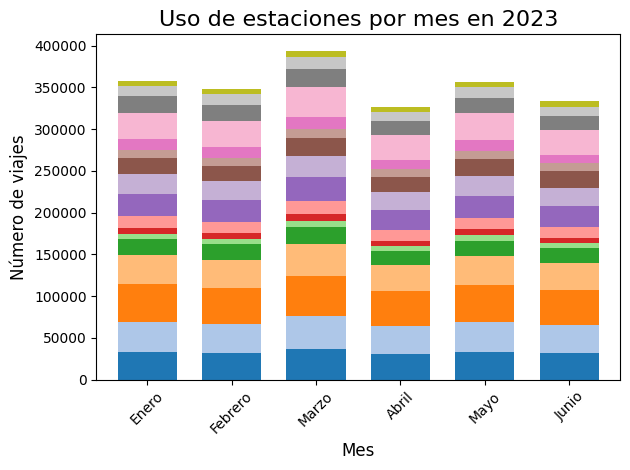 Uso de estaciones por mes en 2023
Número de viajes
400000
350000
300000
250000
200000
150000
100000
50000
0
Enero
Febrero
Marzo
Abril
Mayo
Junio
Mes